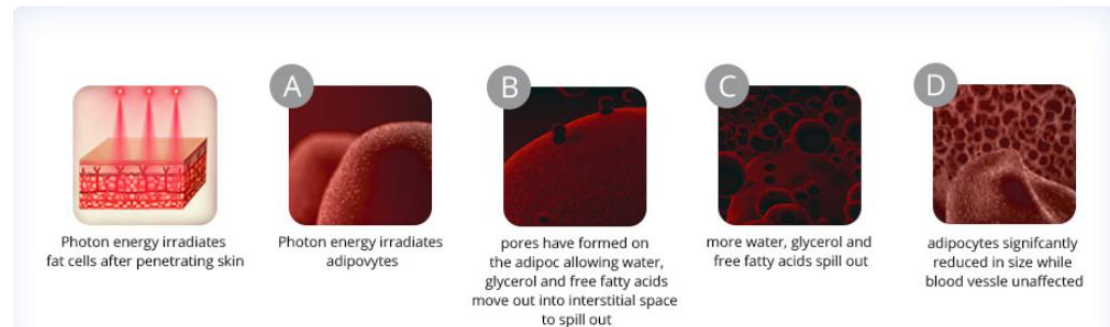 Photon energy irradiates
fat cells after penetrating skin
A
Photon energy irradiates
adipovytes
B
pores have formed on
the adipoc allowing water,
glycerol and free fatty acids
move out into interstitial space
to spill out
C
more water, glycerol and
free fatty acids spill out
D
adipocytes signifcantly
reduced in size while
blood vessle unaffected